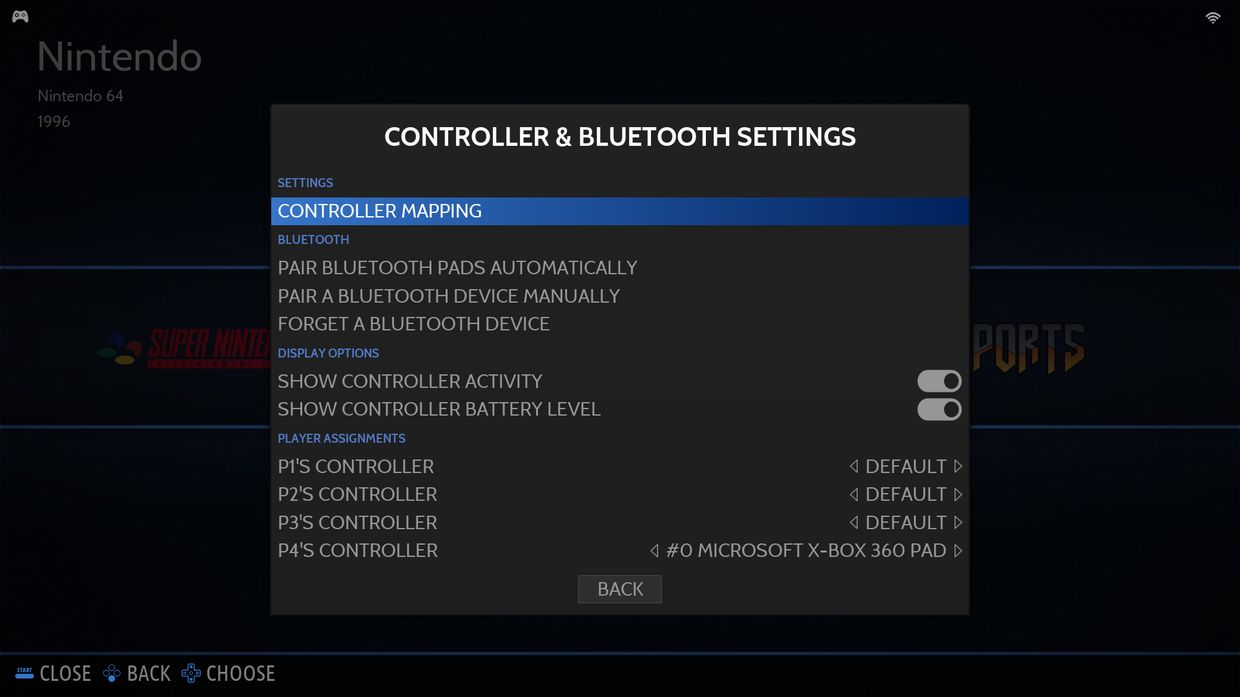 Nintendo
Nintendo 64
1996
CONTROLLER & BLUETOOTH SETTINGS
SETTINGS
CONTROLLER MAPPING
BLUETOOTH
PAIR BLUETOOTH PADS AUTOMATICALLY
PAIR A BLUETOOTH DEVICE MANUALLY
FORGET A BLUETOOTH DEVICE
SUPER
DISPLAY OPTIONS
SHOW CONTROLLER ACTIVITY
SHOW CONTROLLER BATTERY LEVEL
PLAYER ASSIGNMENTS
P1'S CONTROLLER DEFAULT
P2'S CONTROLLER DEFAULT
P3'S CONTROLLER DEFAULT
P4'S CONTROLLER #0 MICROSOFT X-BOX 360 PAD
BACK
START CLOSE BACK CHOOSE